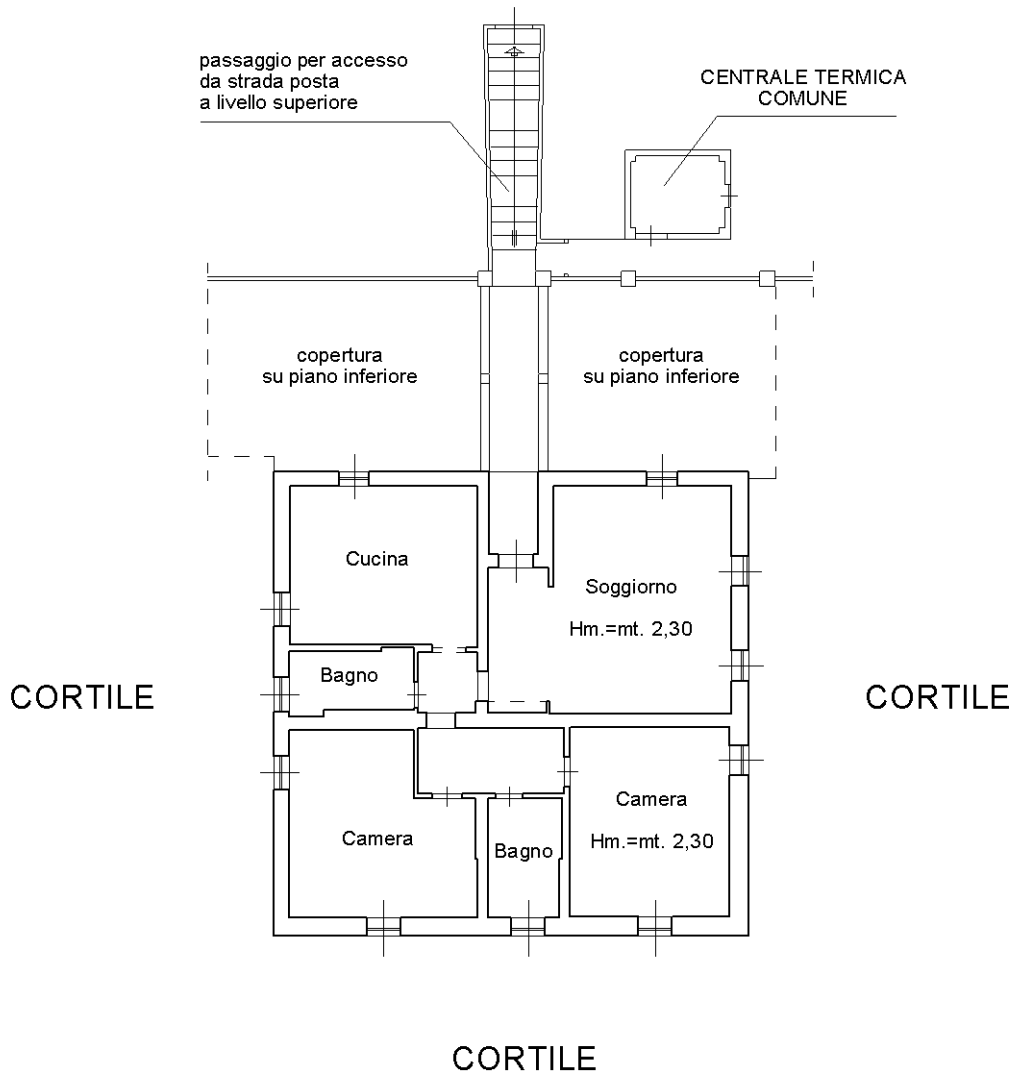 passaggio per accesso
da strada posta
a livello superiore
CENTRALE TERMICA
COMUNE
copertura
su piano inferiore
copertura
su piano inferiore
Cucina
Soggiorno
Hm.=mt. 2,30
Bagno
CORTILE
CORTILE
Camera
Hm.=mt. 2,30
Camera
Bagno
CORTILE